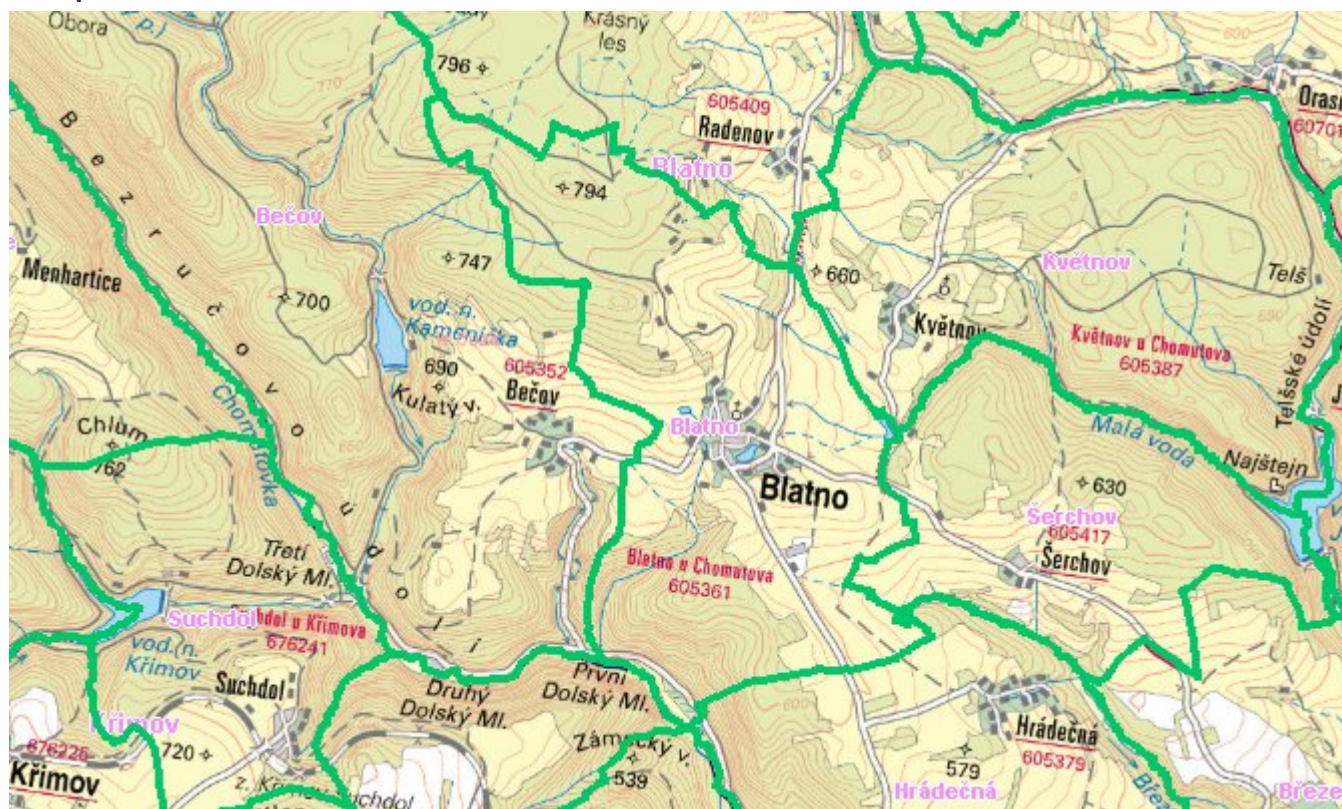 Obora
Krásný
les
796
605409
Radenov
Blatno
794
Bezručovo
údolí
Bečov
Menhartice
747
700
vod. n.
Kamenička
690
605352
Bečov
Kulatý v.
660
Květnov
Telš
Květnov
Květnov u Chomutova
605387
Telšské údolí
Chomutovka
Chlum
762
Blatno
Blatno
Malá voda
Najštejn
630
Šerchov
605417
Šerchov
Třetí
Dolský Ml.
Blatno u Chomutova
605361
Suchdol
Suchdol u Křimova
676241
vod. n.
Křimov
Suchdol
Druhý
Dolský Ml.
První
Dolský Ml.
Křimov
676225
Křimov
720
Zámecký v.
539
Hrádečná
605379
579
Hrádečná